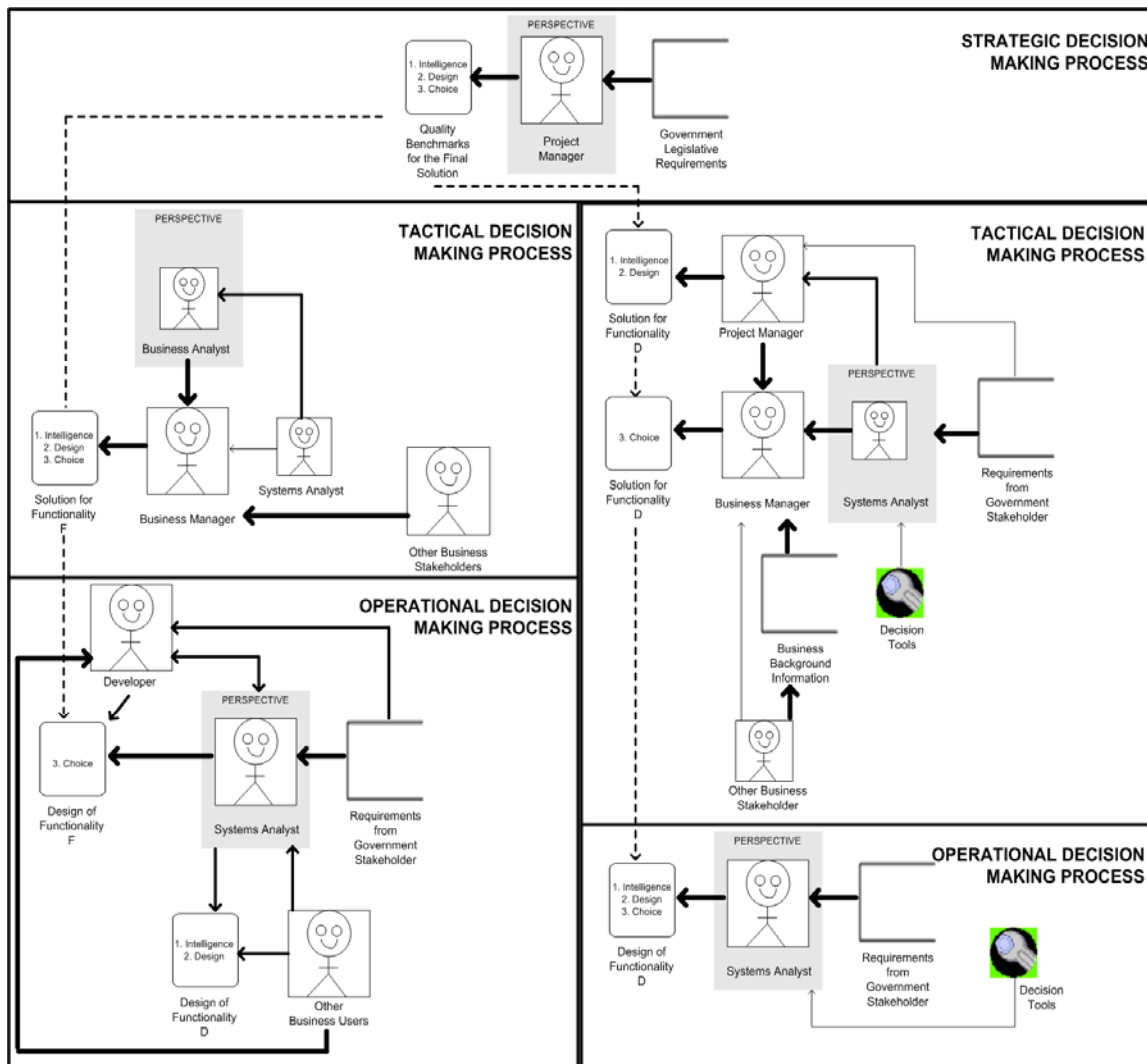 PERSPECTIVE
STRATEGIC DECISION
MAKING PROCESS
1. Intelligence
2. Design
3. Choice
Quality
Benchmarks
for the Final
Solution
Project
Manager
Government
Legislative
Requirements
PERSPECTIVE
TACTICAL DECISION
MAKING PROCESS
Business Analyst
1. Intelligence
2. Design
3. Choice
Solution for
Functionality
F
Business Manager
Systems Analyst
Other Business
Stakeholders
TACTICAL DECISION
MAKING PROCESS
1. Intelligence
2. Design
Solution for
Functionality
D
Project Manager
PERSPECTIVE
3. Choice
Solution for
Functionality
D
Business Manager
Systems Analyst
Requirements
from
Government
Stakeholder
Decision
Tools
Business
Background
Information
Other Business
Stakeholder
OPERATIONAL DECISION
MAKING PROCESS
Developer
PERSPECTIVE
3. Choice
Design of
Functionality
F
Systems Analyst
Requirements
from
Government
Stakeholder
1. Intelligence
2. Design
Design of
Functionality
D
Other
Business Users
PERSPECTIVE
OPERATIONAL DECISION
MAKING PROCESS
1. Intelligence
2. Design
3. Choice
Design of
Functionality
D
Systems Analyst
Requirements
from
Government
Stakeholder
Decision
Tools